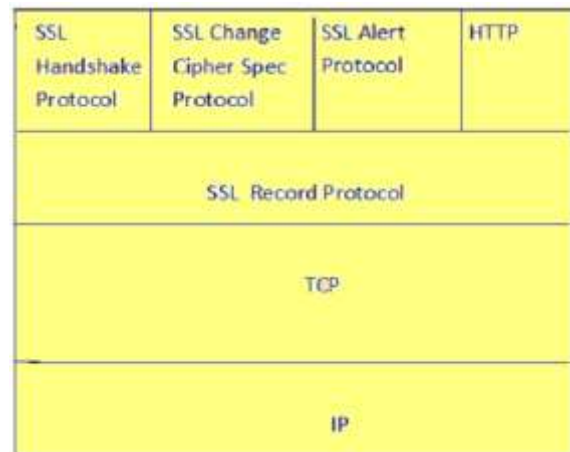 SSL
Handshake
Protocol
SSL Change
Cipher Spec
Protocol
SSL Alert
Protocol
HTTP
SSL Record Protocol
TCP
IP